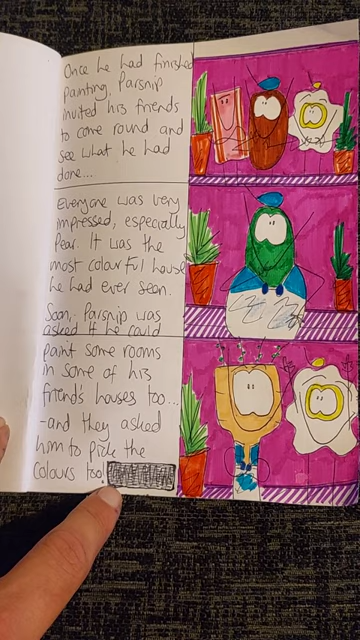 Once he had finished
painting, Parsnip
invited his friends
to come round and
see what he had
done...
Everyone was very
impressed, especially
Pear. It was the
most colourful house
he had ever seen.
Soon, Parsnip was
asked if he could
paint some rooms
in some of his
friend's houses too...
-and they asked
him to pick the
colours too.